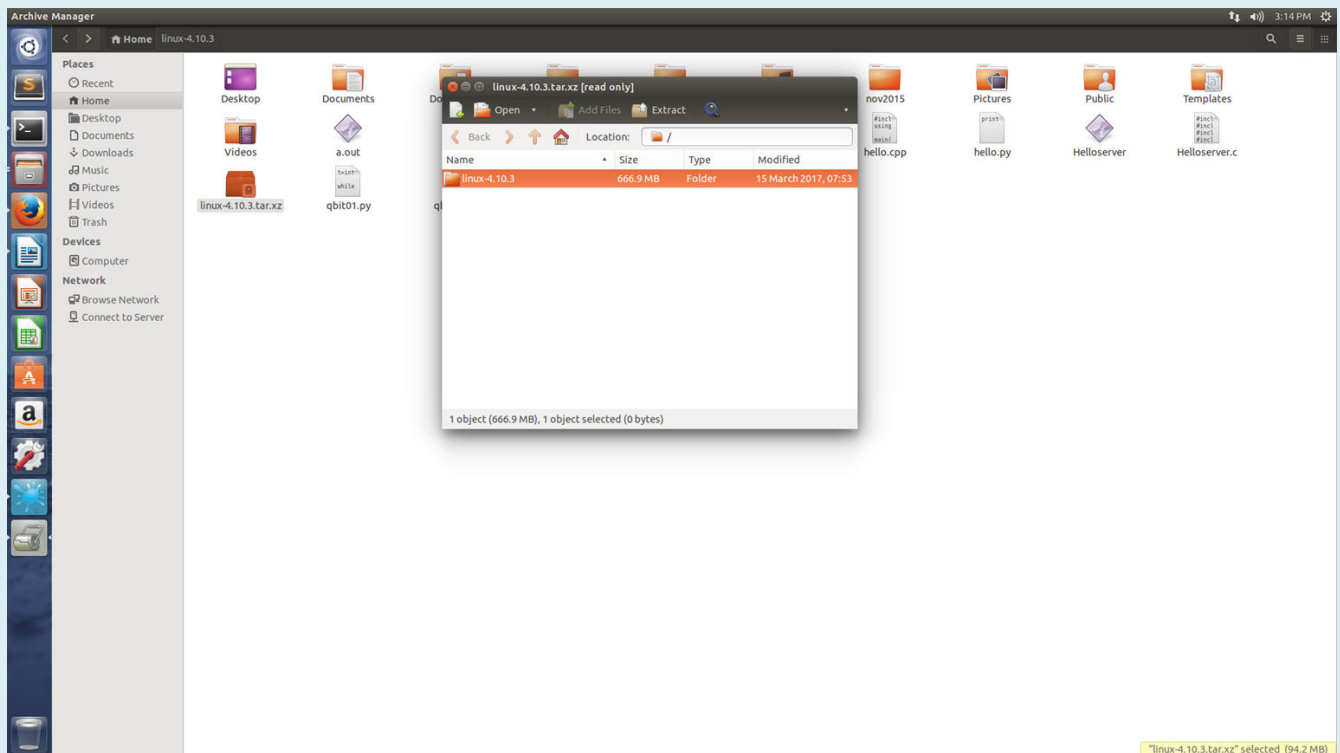 Archive Manager
3:14 PM
Home linux-4.10.3
Places
Recent
Home
Desktop
Documents
Downloads
Music
Pictures
Videos
Trash
Devices
Computer
Network
Browse Network
Connect to Server
Desktop
Documents
nov2015
Pictures
Public
Templates
Videos
a.out
hello.cpp
hello.py
Helloserver
Helloserver.c
linux-4.10.3.tar.xz
qbit01.py
linux-4.10.3.tar.xz [read only]
Open
Add Files
Extract
Back
Location: /
Name Size Type Modified
linux-4.10.3 666.9 MB Folder 15 March 2017, 07:53
1 object (666.9 MB), 1 object selected (0 bytes)
"linux-4.10.3.tar.xz" selected (94.2 MB)